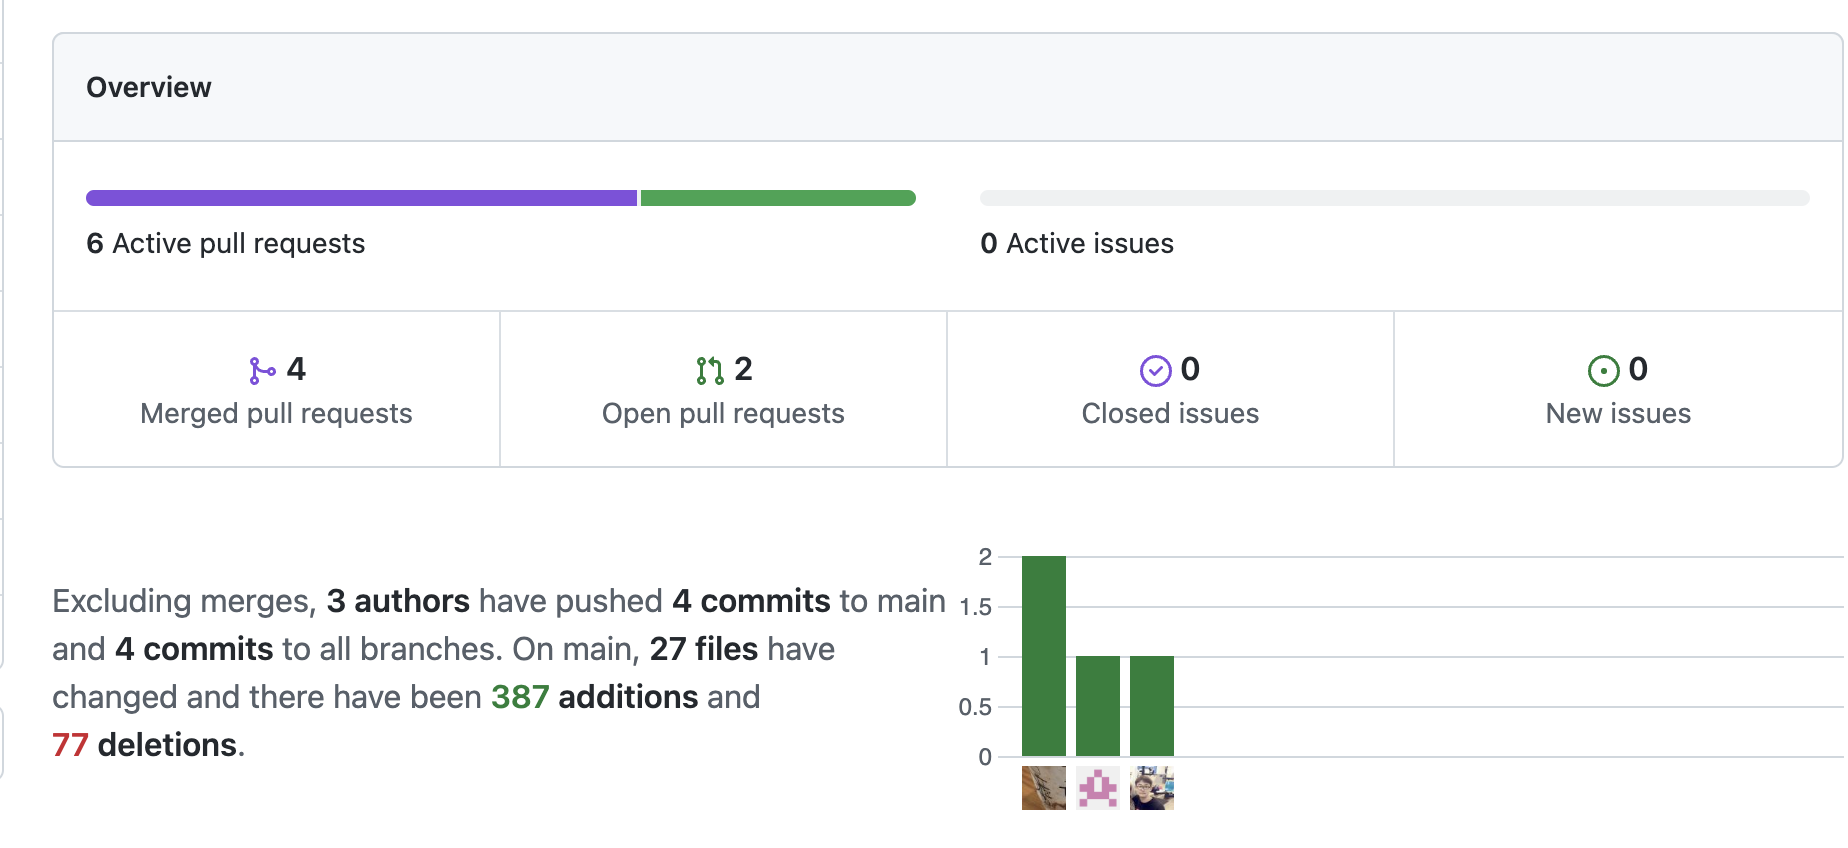 Overview
6 Active pull requests
0 Active issues
4
Merged pull requests
2
Open pull requests
0
Closed issues
0
New issues
Excluding merges, 3 authors have pushed 4 commits to main
and 4 commits to all branches. On main, 27 files have
changed and there have been 387 additions and
77 deletions.
2
1.5
1
0.5
0